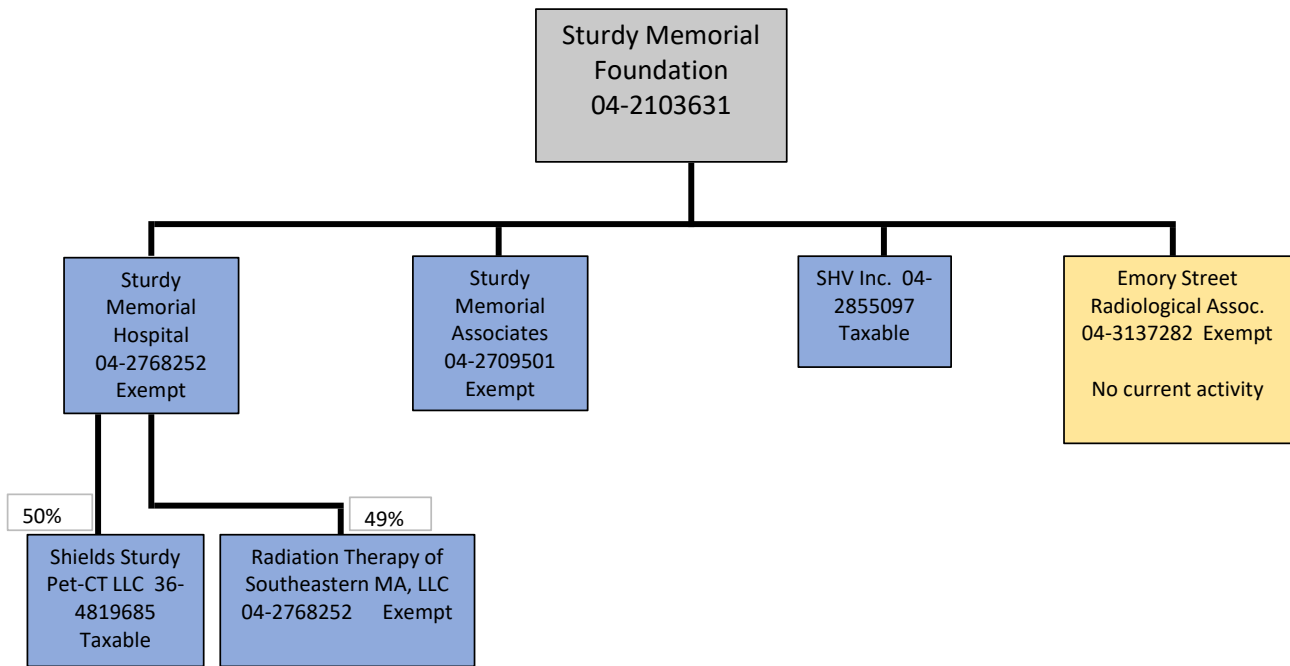 Sturdy Memorial
Foundation
04-2103631
Sturdy
Memorial
Hospital
04-2768252
Exempt
Sturdy
Memorial
Associates
04-2709501
Exempt
SHV Inc. 04-
2855097
Taxable
Emory Street
Radiological Assoc.
04-3137282 Exempt
No current activity
50%
49%
Shields Sturdy
Pet-CT LLC 36-
4819685
Taxable
Radiation Therapy of
Southeastern MA, LLC
04-2768252 Exempt